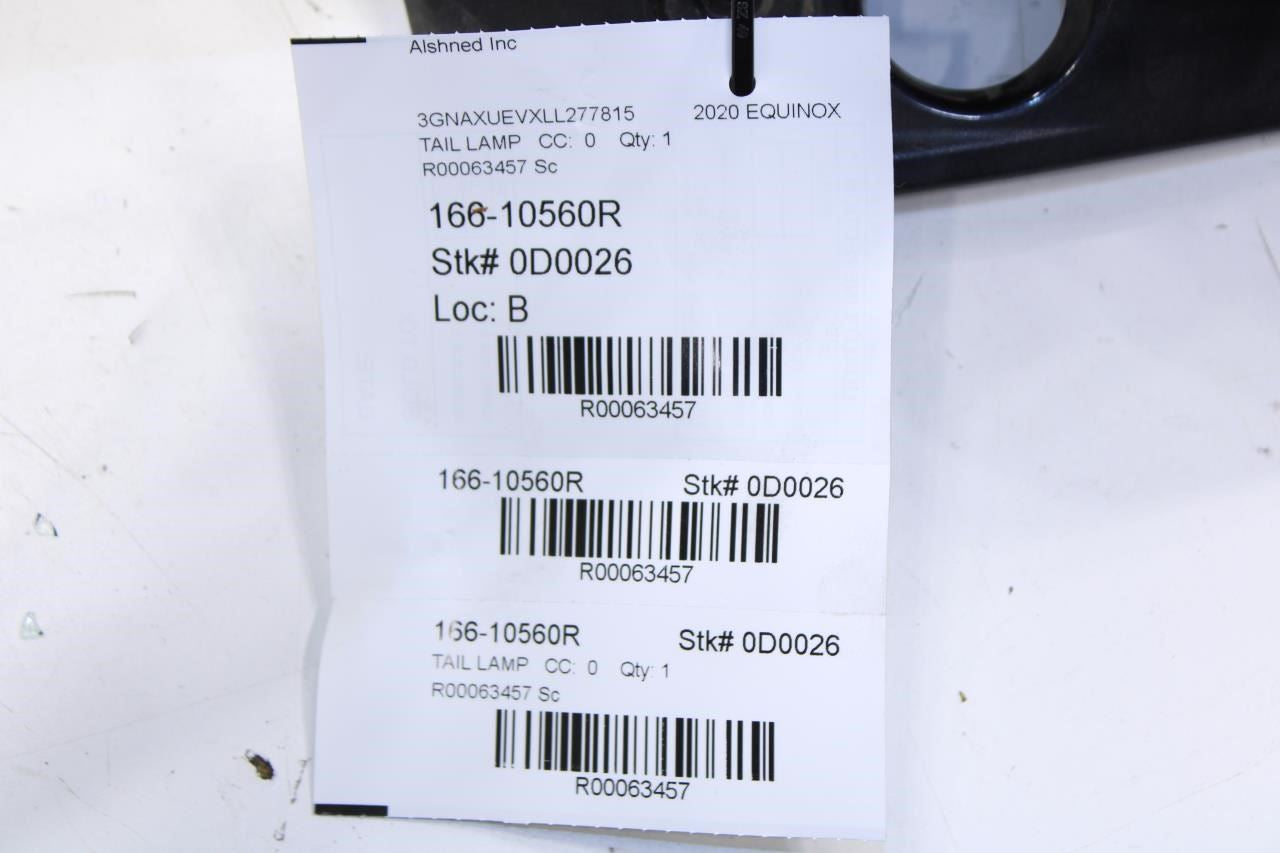 Alshned Inc
3GNAXUEVXLL277815 2020 EQUINOX
TAIL LAMP CC: 0 Qty: 1
R00063457 Sc
166-10560R
Stk# 0D0026
Loc: B
R00063457
166-10560R Stk# 0D0026
R00063457
166-10560R Stk# 0D0026
TAIL LAMP CC: 0 Qty: 1
R00063457 Sc
R00063457